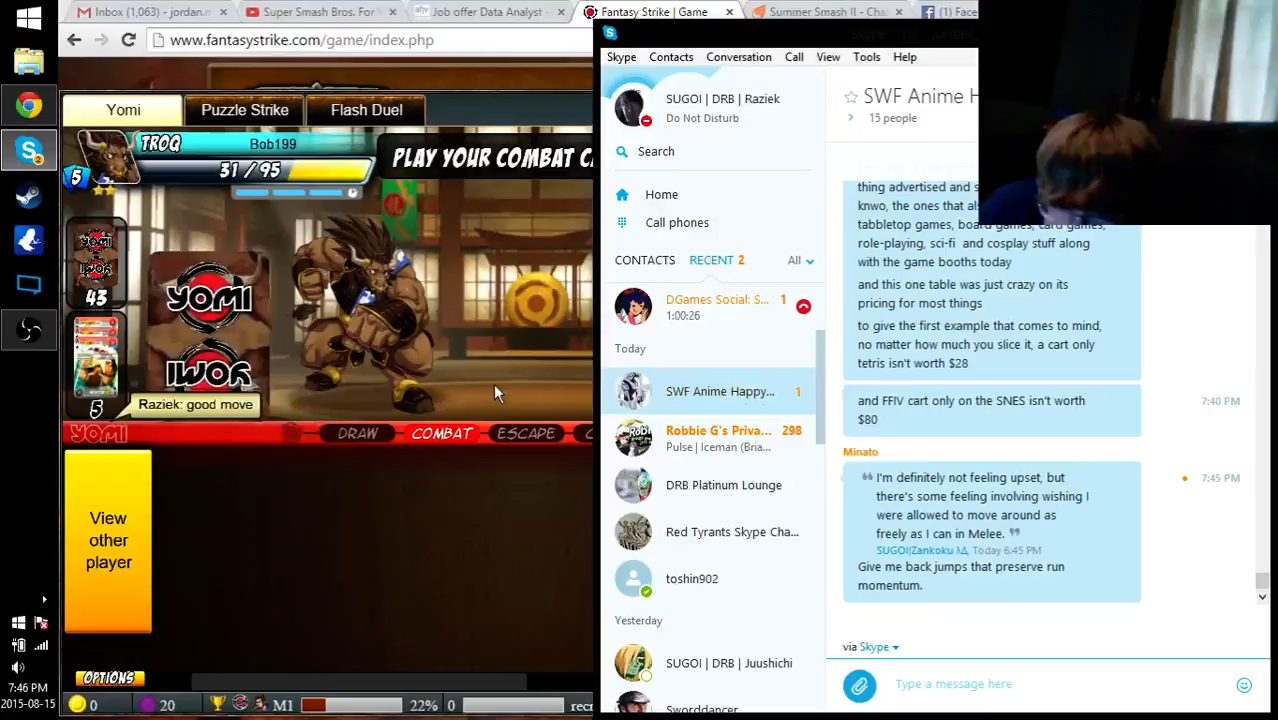 Inbox (1,063) - jordan.m
Super Smash Bros. For W
Job offer Data Analyst -
Fantasy Strike | Game
Summer Smash II - Cha
(1) Face
www.fantasystrike.com/game/index.php
Yomi
Puzzle Strike
Flash Duel
TROQ
Bob199
5
31 / 95
PLAY YOUR COMBAT C
YOMI
43
YOMI
YOMI
5
Raziek: good move
YOMI
DRAW
COMBAT
ESCAPE
View
other
player
OPTIONS
0
20
M1
22%
0
recr
7:46 PM
2015-08-15
Skype
Contacts
Conversation
Call
View
Tools
Help
SUGOI | DRB | Raziek
Do Not Disturb
Search
Home
Call phones
CONTACTS
RECENT 2
All
DGames Social: S...
1
1:00:26
Today
SWF Anime Happy...
1
Robbie G's Priva...
298
Pulse | Iceman (Bria...
DRB Platinum Lounge
Red Tyrants Skype Cha...
toshin902
Yesterday
SUGOI | DRB | Juushichi
Sworddancer
SWF Anime H
15 people
thing advertised and s
knwo, the ones that als
tabbletop games, board games, card games,
role-playing, sci-fi and cosplay stuff along
with the game booths today
and this one table was just crazy on its
pricing for most things
to give the first example that comes to mind,
no matter how much you slice it, a cart only
tetris isn't worth $28
and FFIV cart only on the SNES isn't worth
$80
7:40 PM
Minato
I'm definitely not feeling upset, but
there's some feeling involving wishing I
were allowed to move around as
freely as I can in Melee.
SUGOI|Zankoku λΔ, Today 6:45 PM
Give me back jumps that preserve run
momentum.
7:45 PM
via Skype
Type a message here